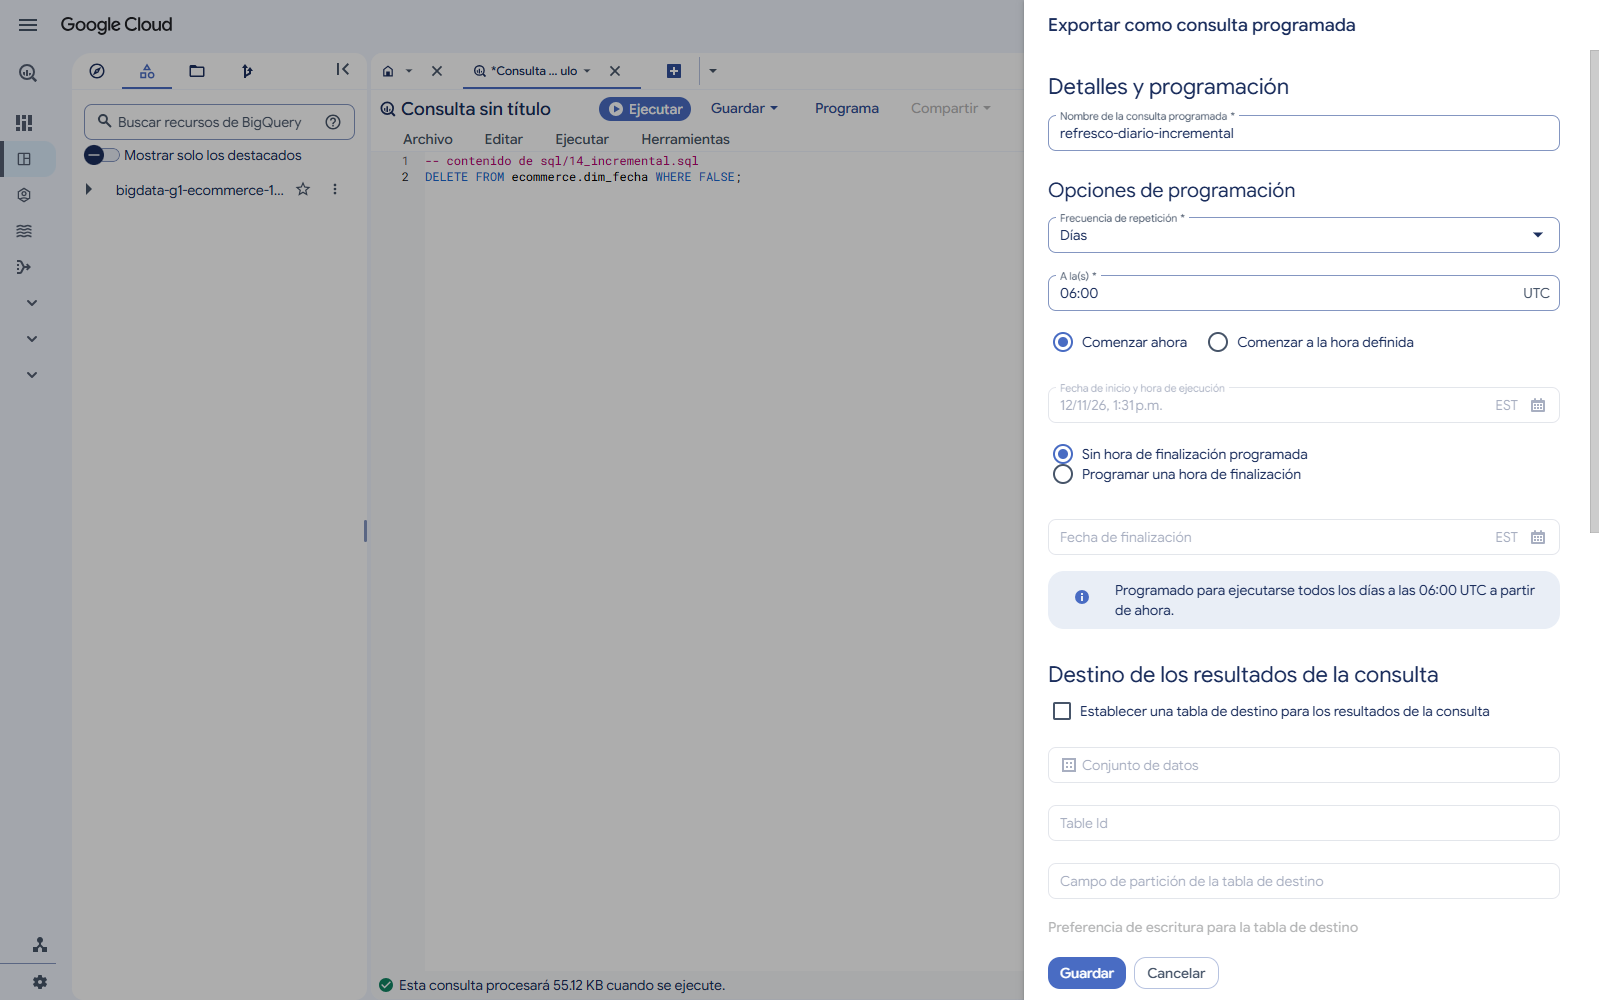 Google Cloud
Buscar recursos de BigQuery
Mostrar solo los destacados
bigdata-g1-ecommerce-1...
*Consulta ... ulo
Consulta sin título
Ejecutar
Guardar
Programa
Compartir
Archivo
Editar
Ejecutar
Herramientas
1 -- contenido de sql/14_incremental.sql
2 DELETE FROM ecommerce.dim_fecha WHERE FALSE;
Esta consulta procesará 55.12 KB cuando se ejecute.
Exportar como consulta programada
Detalles y programación
Nombre de la consulta programada *
refresco-diario-incremental
Opciones de programación
Frecuencia de repetición *
Días
A la(s) *
06:00 UTC
Comenzar ahora
Comenzar a la hora definida
Fecha de inicio y hora de ejecución
12/11/26, 1:31 p.m. EST
Sin hora de finalización programada
Programar una hora de finalización
Fecha de finalización EST
Programado para ejecutarse todos los días a las 06:00 UTC a partir
de ahora.
Destino de los resultados de la consulta
Establecer una tabla de destino para los resultados de la consulta
Conjunto de datos
Table Id
Campo de partición de la tabla de destino
Preferencia de escritura para la tabla de destino
Guardar
Cancelar